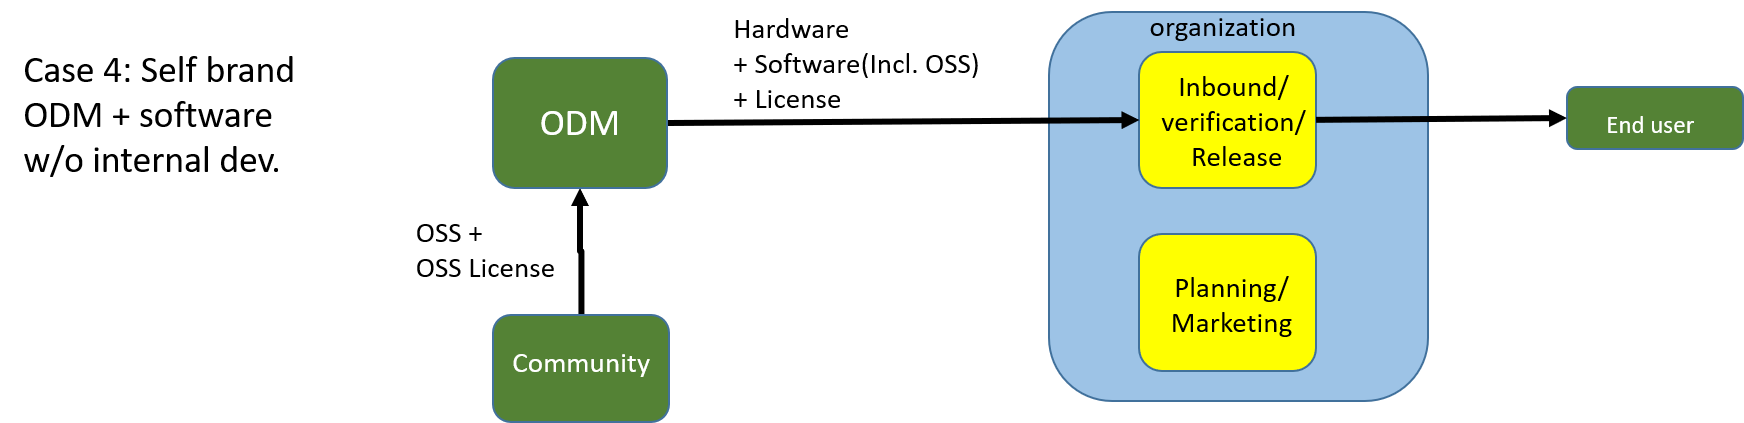 Case 4: Self brand
ODM + software
w/o internal dev.
ODM
Hardware
+ Software(Incl. OSS)
+ License
organization
Inbound/
verification/
Release
End user
OSS +
OSS License
Community
Planning/
Marketing